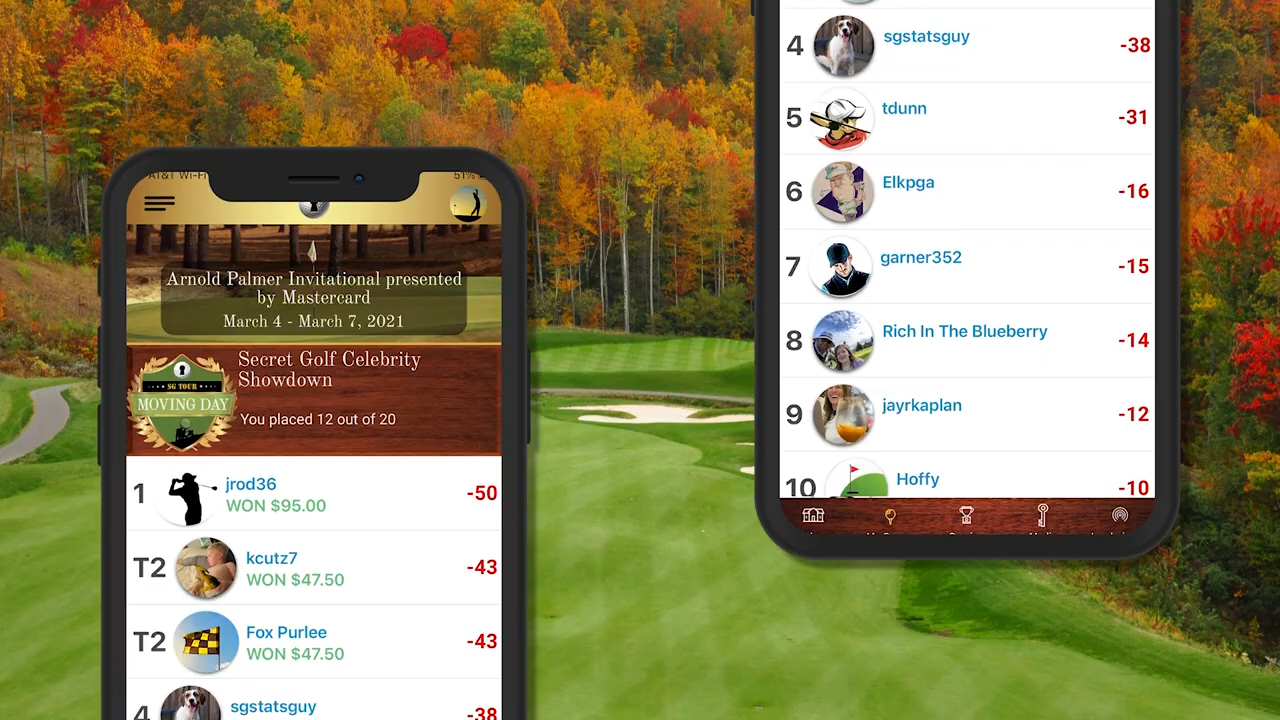 AT&T Wi-Fi
51%
Arnold Palmer Invitational presented
by Mastercard
March 4 - March 7, 2021
SG TOUR
MOVING DAY
Secret Golf Celebrity
Showdown
You placed 12 out of 20
1 jrod36 -50
WON $95.00
T2 kcutz7 -43
WON $47.50
T2 Fox Purlee -43
WON $47.50
4 sgstatsguy -38
4 sgstatsguy -38
5 tdunn -31
6 Elkpga -16
7 garner352 -15
8 Rich In The Blueberry -14
9 jayrkaplan -12
10 Hoffy -10